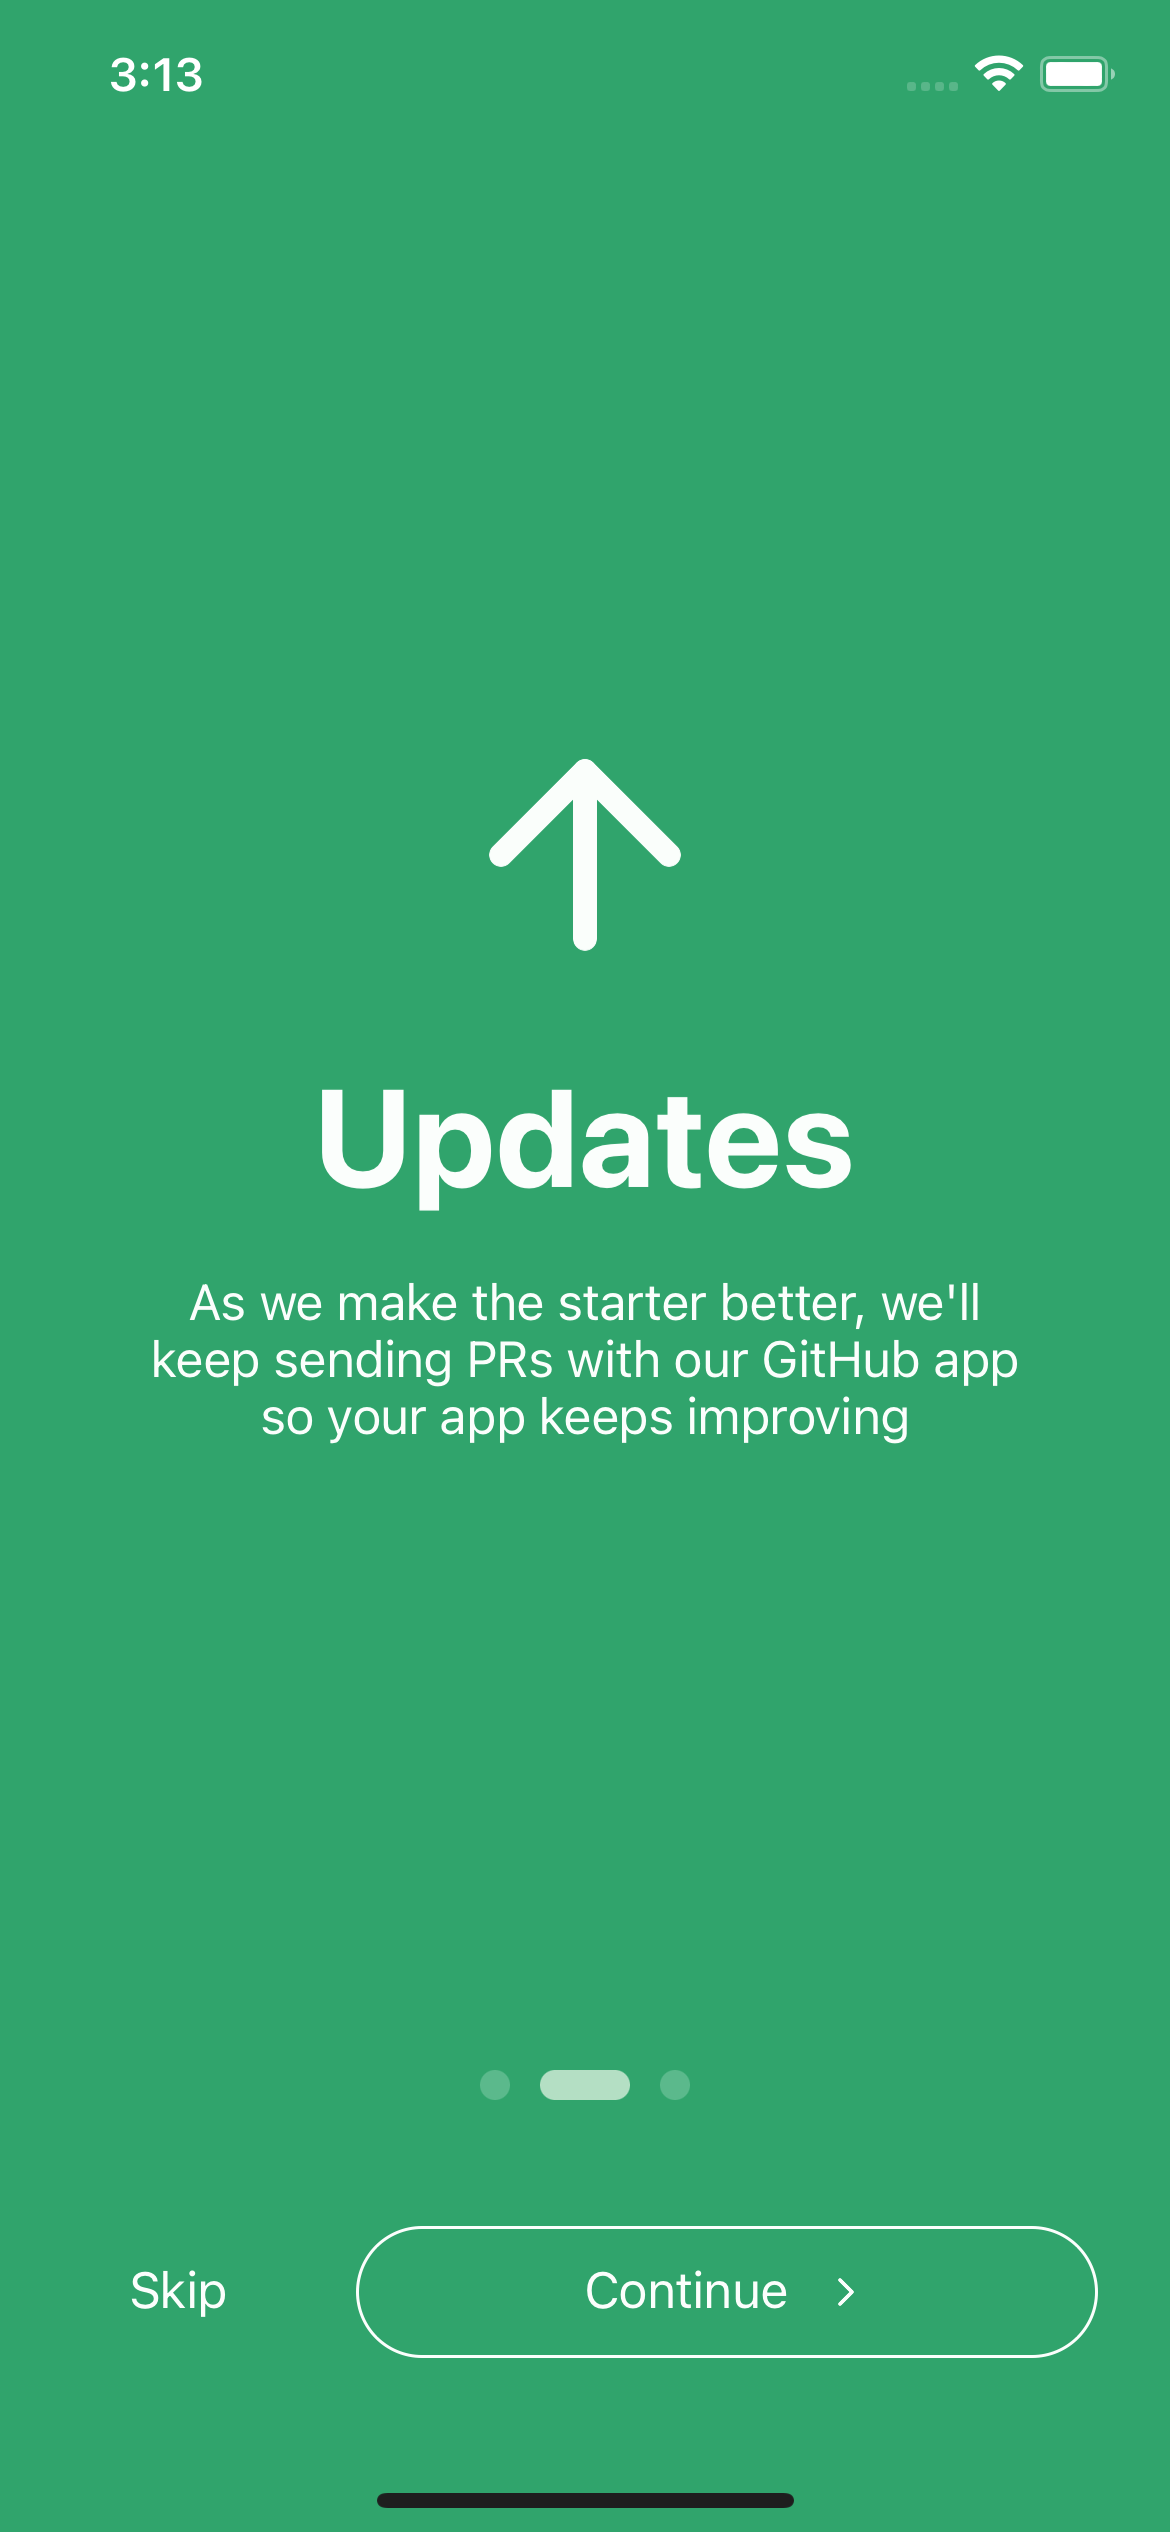 3:13
Updates
As we make the starter better, we'll
keep sending PRs with our GitHub app
so your app keeps improving
Skip
Continue